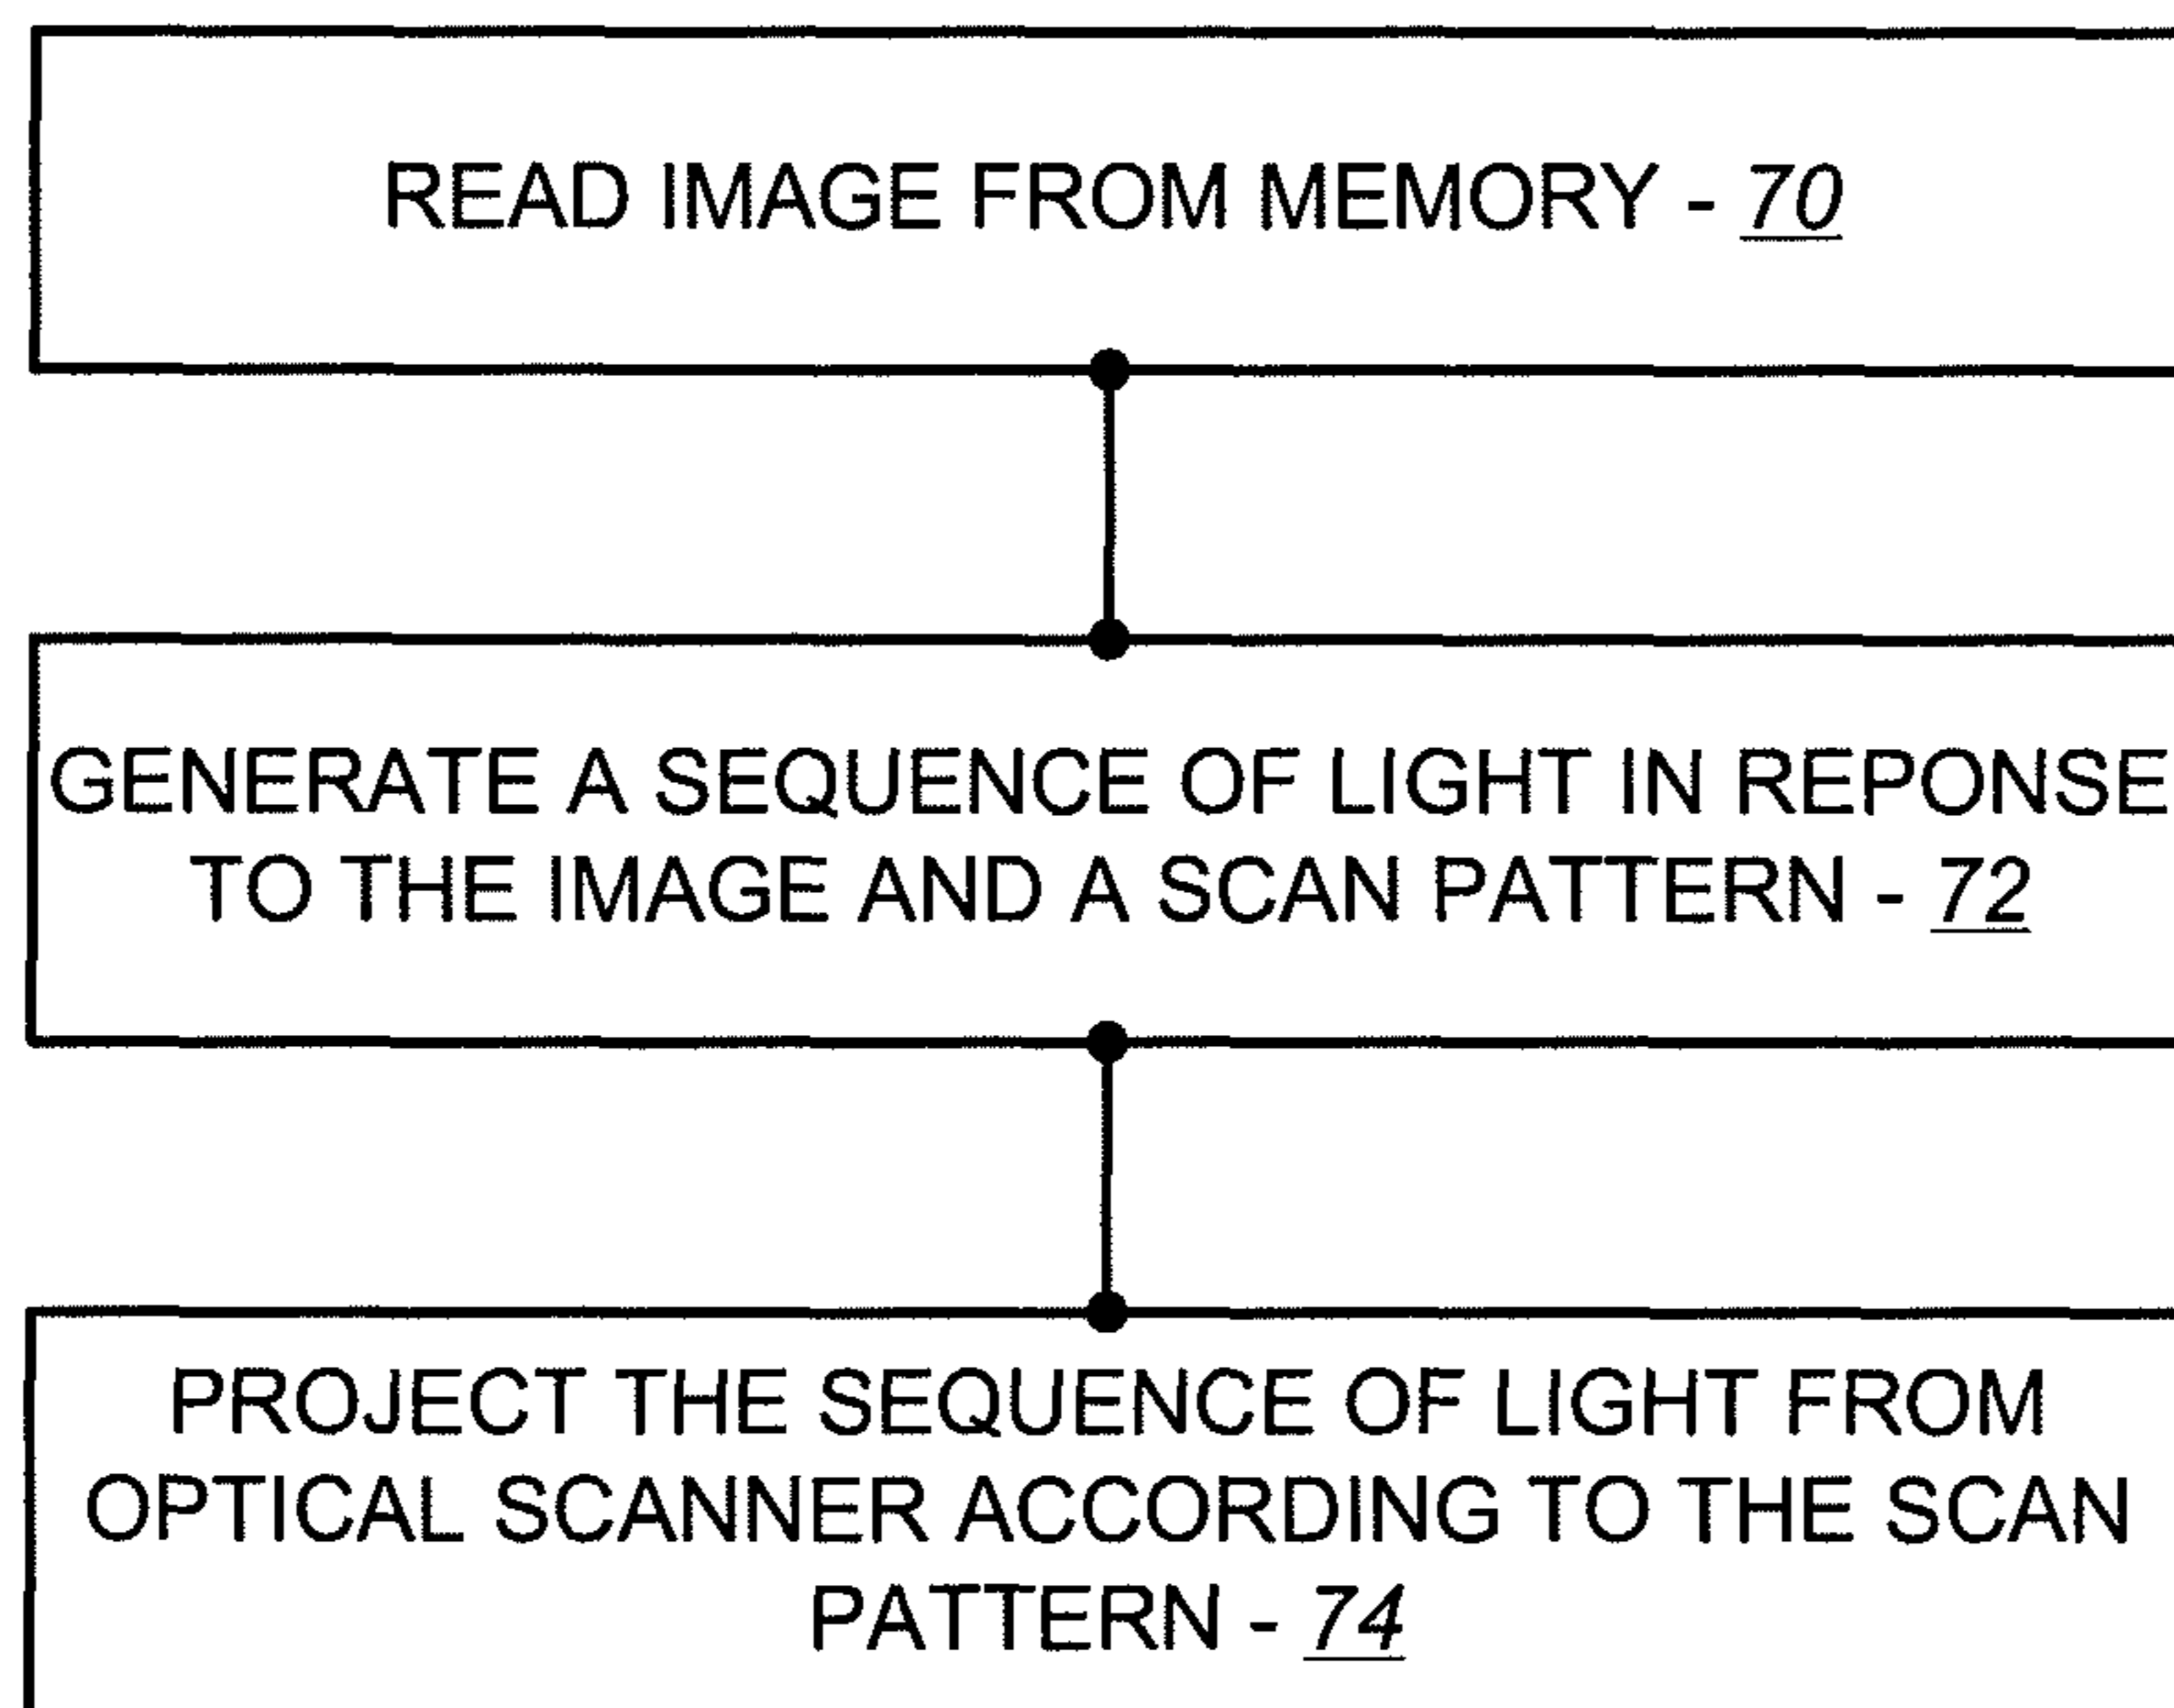 READ IMAGE FROM MEMORY - 70
GENERATE A SEQUENCE OF LIGHT IN REPONSE
TO THE IMAGE AND A SCAN PATTERN - 72
PROJECT THE SEQUENCE OF LIGHT FROM
OPTICAL SCANNER ACCORDING TO THE SCAN
PATTERN - 74